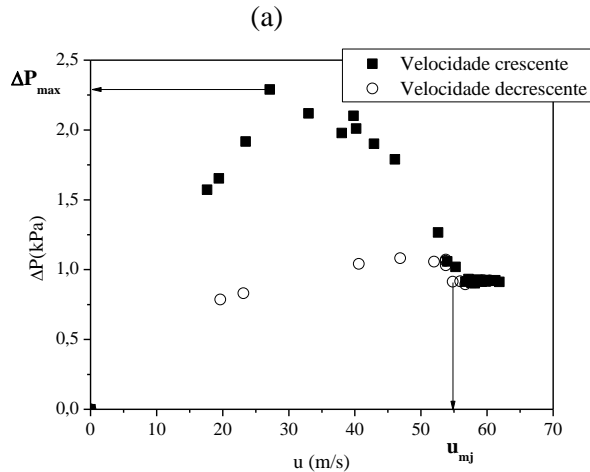 (a)
2,5
ΔP_max
Velocidade crescente
Velocidade decrescente
2,0
1,5
ΔP(kPa)
1,0
0,5
0,0
0 10 20 30 40 50 60 70
u (m/s)
u_mj